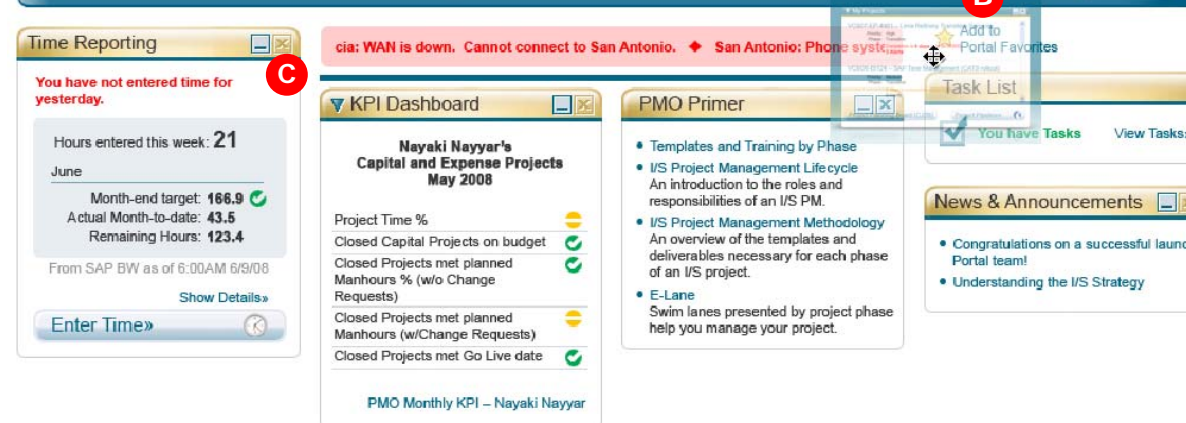 B
Add to
Portal Favorites
Time Reporting
C
You have not entered time for
yesterday.
Hours entered this week: 21
June
Month-end target: 166.9
Actual Month-to-date: 43.5
Remaining Hours: 123.4
From SAP BW as of 6:00AM 6/9/08
Show Details»
Enter Time»
cia: WAN is down. Cannot connect to San Antonio. ◆ San Antonio: Phone syste
KPI Dashboard
Nayaki Nayyar's
Capital and Expense Projects
May 2008
Project Time %
Closed Capital Projects on budget
Closed Projects met planned
Manhours % (w/o Change
Requests)
Closed Projects met planned
Manhours (w/Change Requests)
Closed Projects met Go Live date
PMO Monthly KPI – Nayaki Nayyar
PMO Primer
• Templates and Training by Phase
• I/S Project Management Lifecycle
An introduction to the roles and
responsibilities of an I/S PM.
• I/S Project Management Methodology
An overview of the templates and
deliverables necessary for each phase
of an I/S project.
• E-Lane
Swim lanes presented by project phase
help you manage your project.
My Projects
Task List
You have Tasks View Tasks
News & Announcements
• Congratulations on a successful launc
Portal team!
• Understanding the I/S Strategy